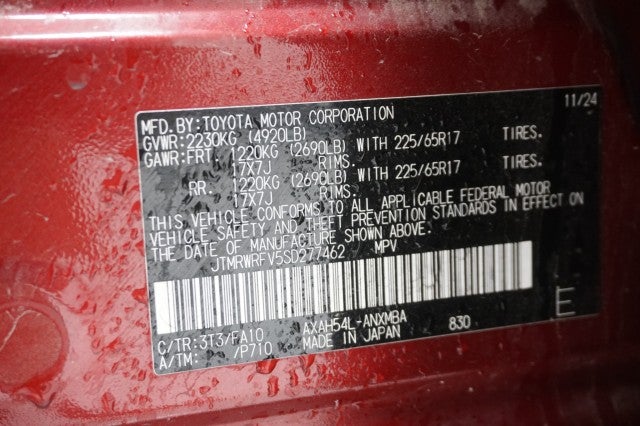 MFD. BY: TOYOTA MOTOR CORPORATION 11/24
GVWR: 2230KG (4920LB)
GAWR: FRT: 1220KG (2690LB) WITH 225/65R17 TIRES.
17X7J RIMS.
RR: 1220KG (2690LB) WITH 225/65R17 TIRES.
17X7J RIMS.
THIS VEHICLE CONFORMS TO ALL APPLICABLE FEDERAL MOTOR
VEHICLE SAFETY AND THEFT PREVENTION STANDARDS IN EFFECT ON
THE DATE OF MANUFACTURE SHOWN ABOVE.
JTMRWRFV5SD277462 MPV
C/TR: 3T3/FA10 AXAH54L-ANXMBA 830 E
A/TM: /P710 MADE IN JAPAN